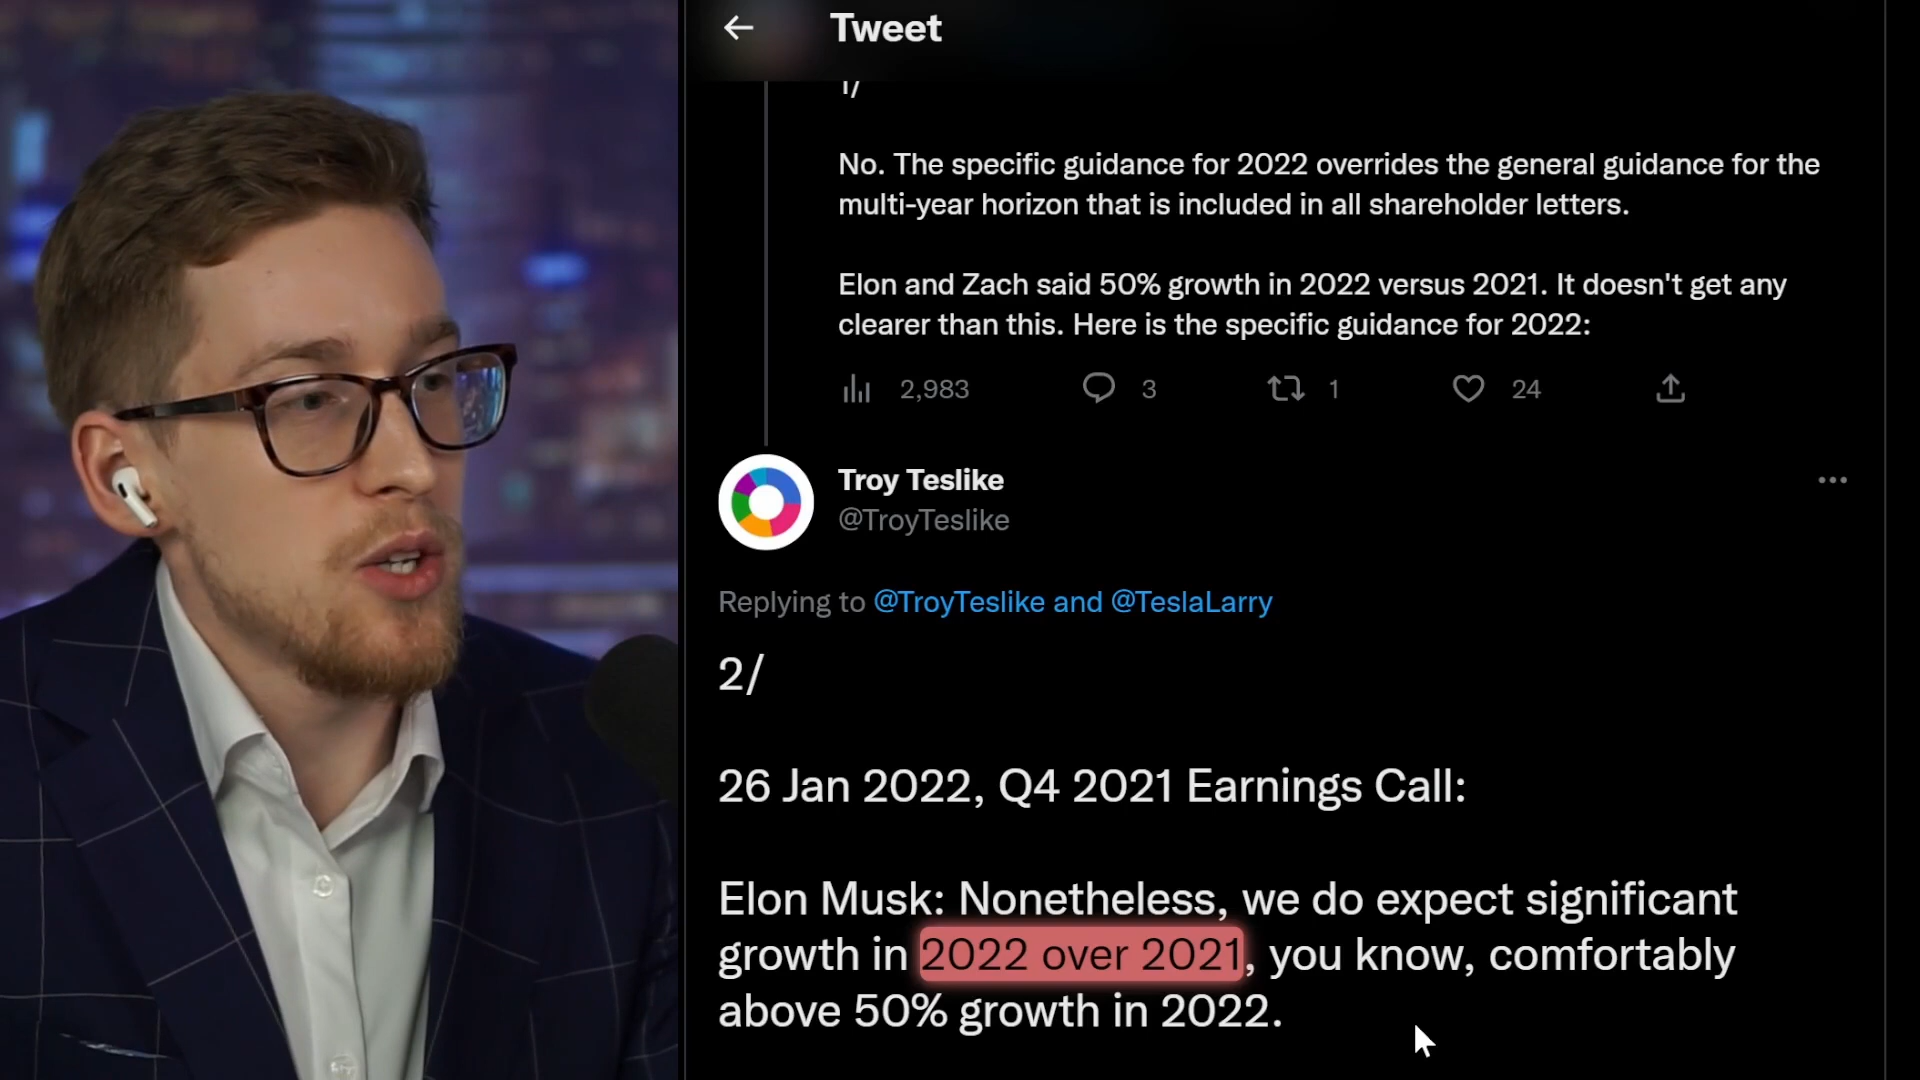 Tweet
1/
No. The specific guidance for 2022 overrides the general guidance for the
multi-year horizon that is included in all shareholder letters.
Elon and Zach said 50% growth in 2022 versus 2021. It doesn't get any
clearer than this. Here is the specific guidance for 2022:
2,983 3 1 24
Troy Teslike
@TroyTeslike
Replying to @TroyTeslike and @TeslaLarry
2/
26 Jan 2022, Q4 2021 Earnings Call:
Elon Musk: Nonetheless, we do expect significant
growth in 2022 over 2021, you know, comfortably
above 50% growth in 2022.